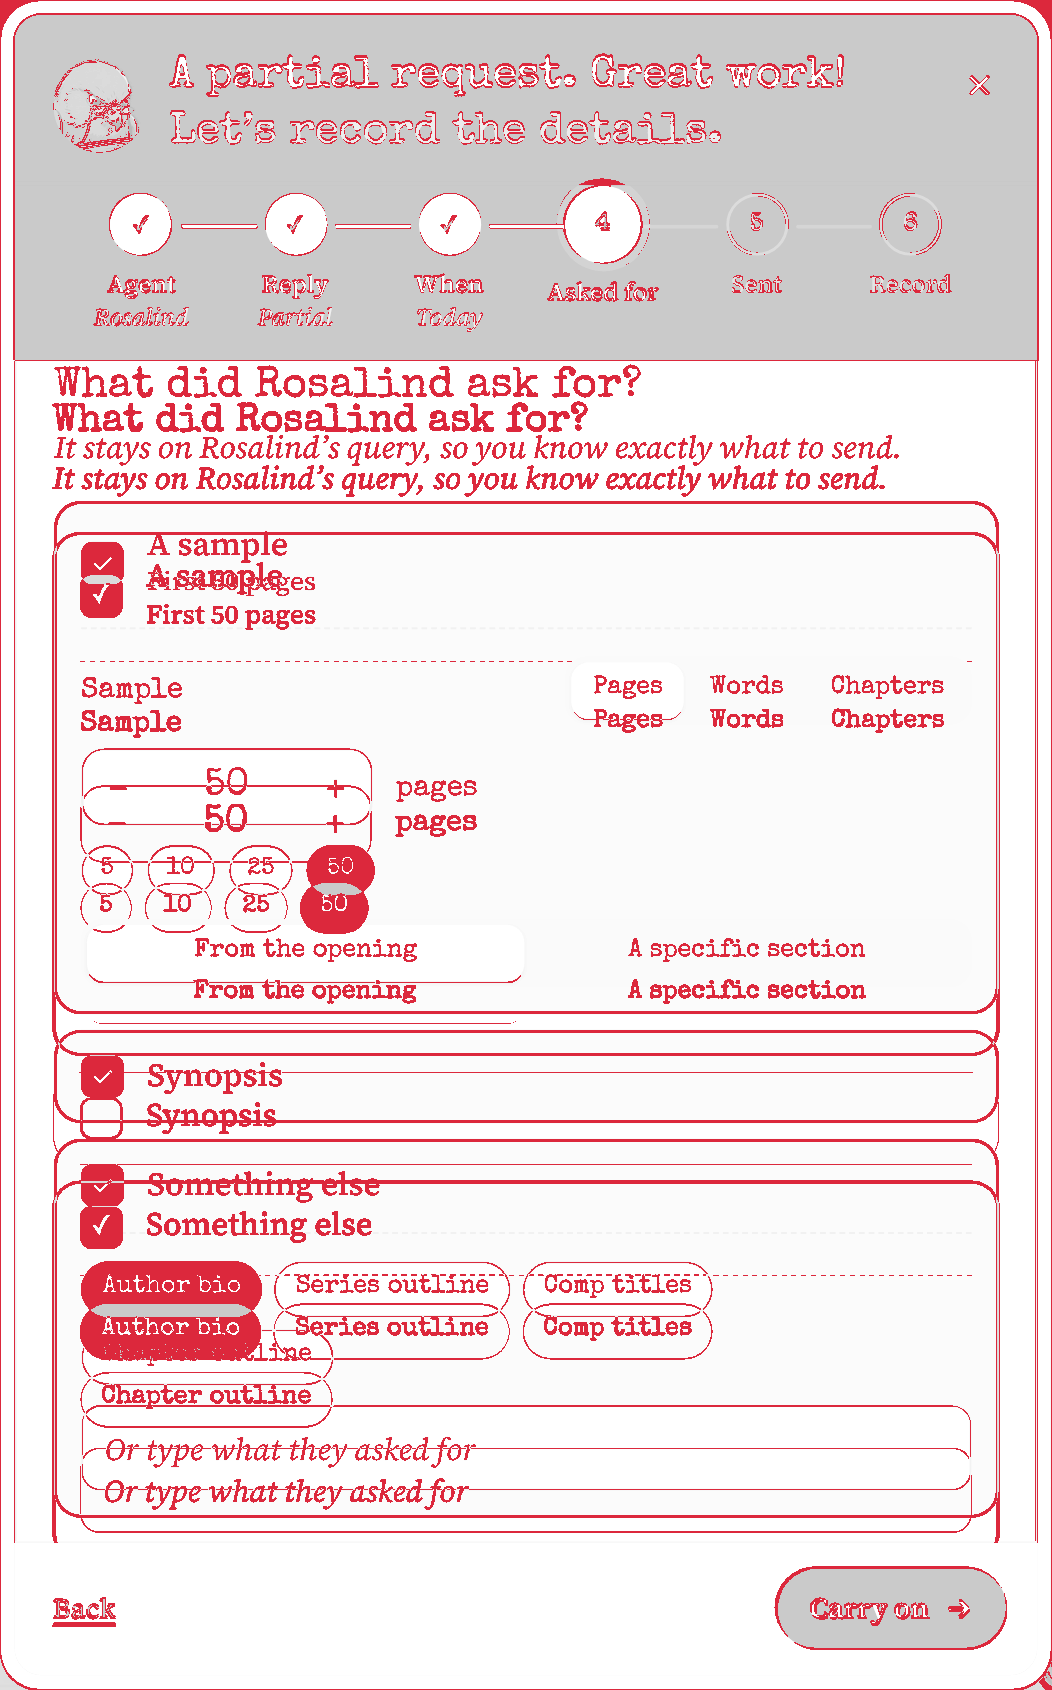 A partial request. Great work!
Let's record the details.
4
5
6
Agent
Reply
When
Asked for
Sent
Record
Rosalind
Partial
Today
What did Rosalind ask for?
What did Rosalind ask for?
It stays on Rosalind's query, so you know exactly what to send.
It stays on Rosalind's query, so you know exactly what to send.
A sample
A sample
First 50 pages
First 50 pages
Sample
Pages
Words
Chapters
Sample
Pages
Words
Chapters
− 50 + pages
− 50 + pages
5
10
25
50
5
10
25
50
From the opening
A specific section
From the opening
A specific section
Synopsis
Synopsis
Something else
Something else
Author bio
Series outline
Comp titles
Author bio
Series outline
Comp titles
Chapter outline
Chapter outline
Or type what they asked for
Or type what they asked for
Back
Carry on →